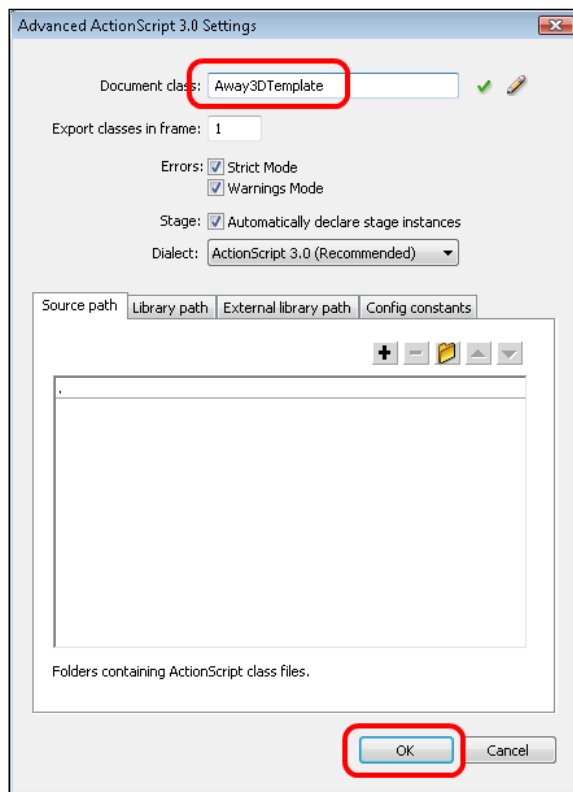 Advanced ActionScript 3.0 Settings
Document class: Away3DTemplate
Export classes in frame: 1
Errors: Strict Mode
Warnings Mode
Stage: Automatically declare stage instances
Dialect: ActionScript 3.0 (Recommended)
Source path Library path External library path Config constants
.
Folders containing ActionScript class files.
OK Cancel